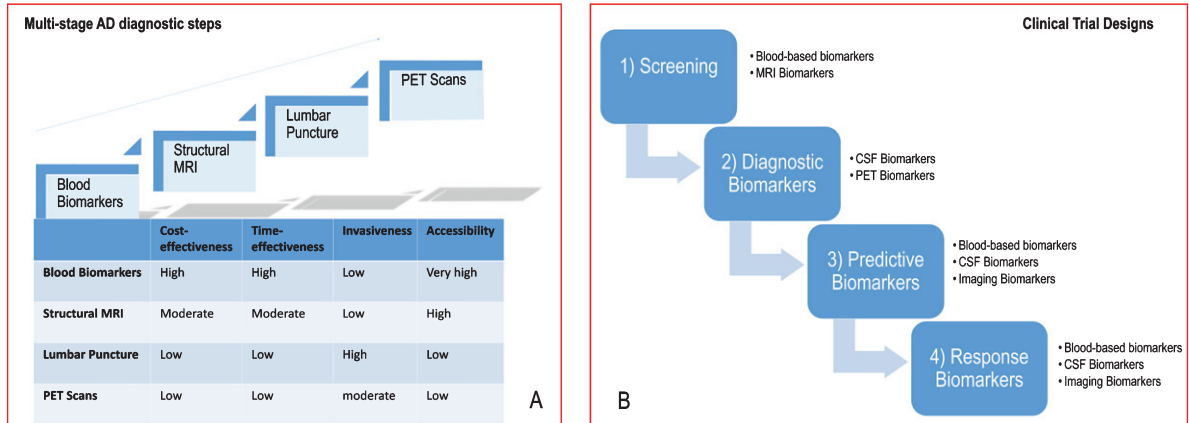 Multi-stage AD diagnostic steps
PET Scans
Lumbar
Puncture
Structural
MRI
Blood
Biomarkers
Cost-
effectiveness
Time-
effectiveness
Invasiveness
Accessibility
Blood Biomarkers High High Low Very high
Structural MRI Moderate Moderate Low High
Lumbar Puncture Low Low High Low
PET Scans Low Low moderate Low
A
Clinical Trial Designs
1) Screening
• Blood-based biomarkers
• MRI Biomarkers
2) Diagnostic
Biomarkers
• CSF Biomarkers
• PET Biomarkers
3) Predictive
Biomarkers
• Blood-based biomarkers
• CSF Biomarkers
• Imaging Biomarkers
4) Response
Biomarkers
• Blood-based biomarkers
• CSF Biomarkers
• Imaging Biomarkers
B